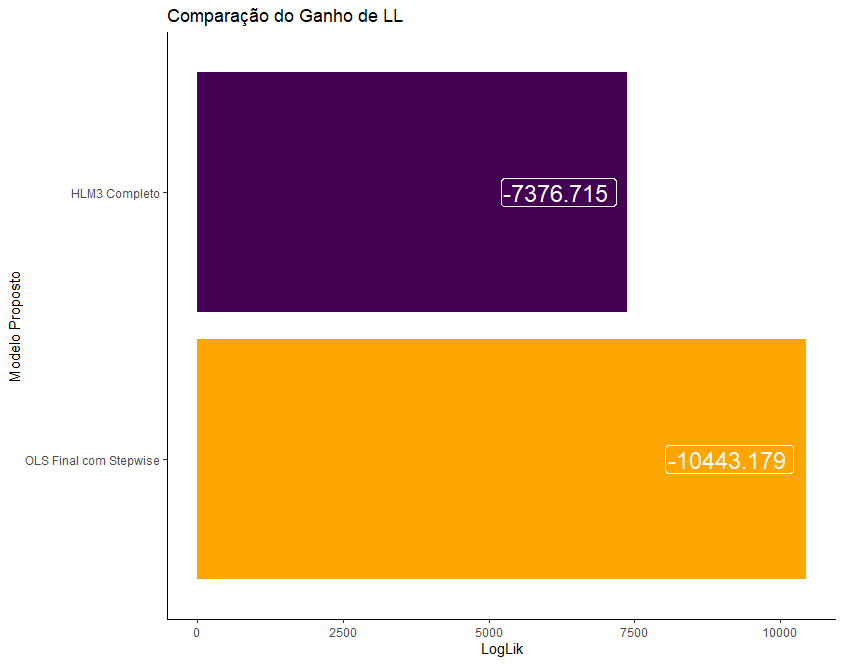 Comparação do Ganho de LL
Modelo Proposto
HLM3 Completo
-7376.715
OLS Final com Stepwise
-10443.179
0 2500 5000 7500 10000
LogLik